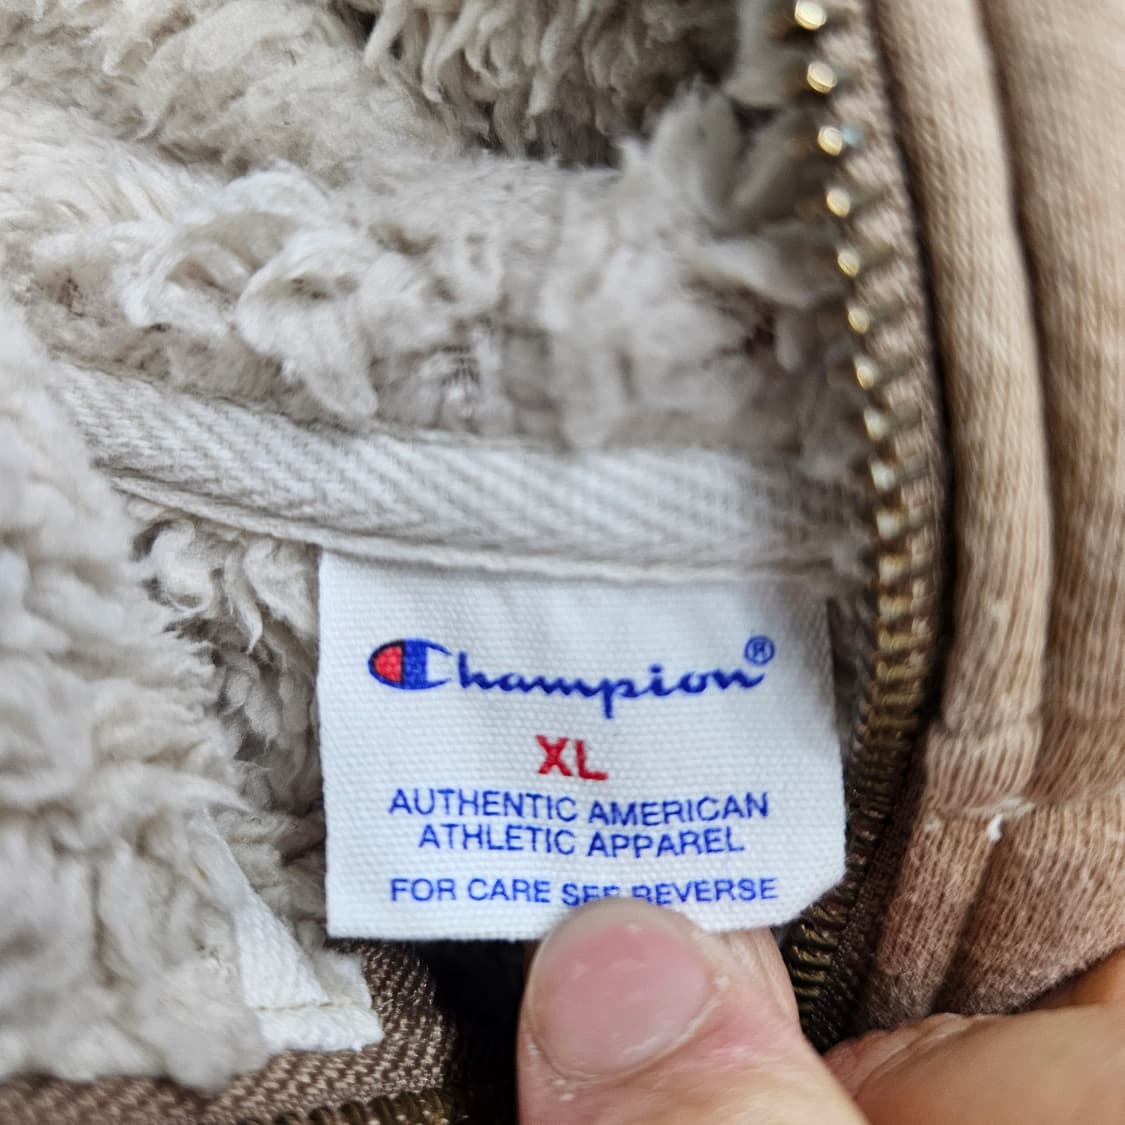 Champion®
XL
AUTHENTIC AMERICAN
ATHLETIC APPAREL
FOR CARE SEE REVERSE